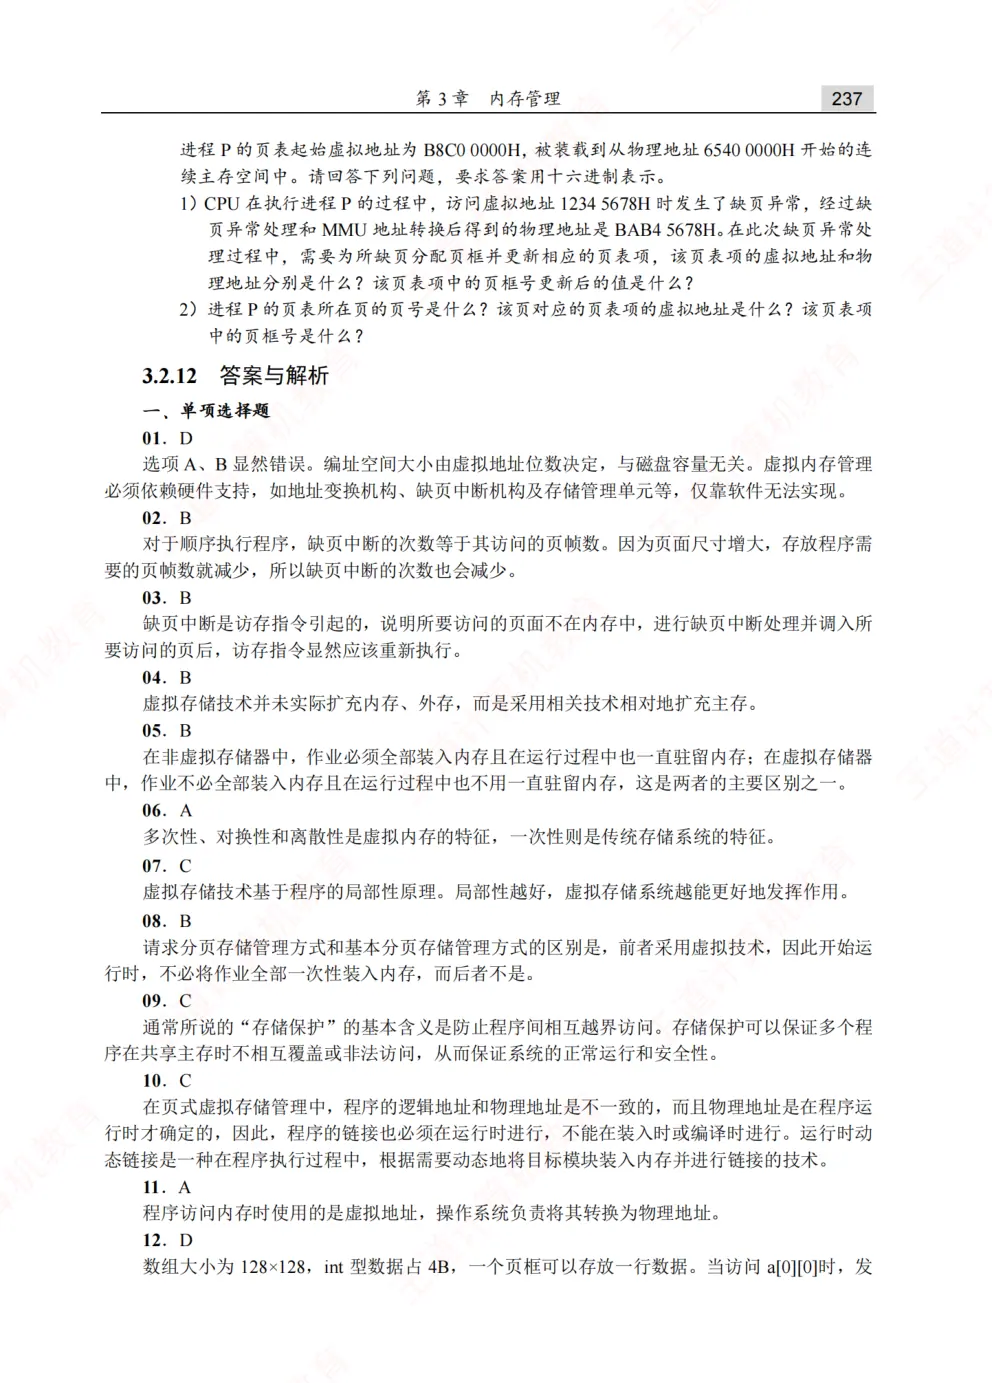 第 3 章 内存管理
237
进程 P 的页表起始虚拟地址为 B8C0 0000H，被装载到从物理地址 6540 0000H 开始的连
续主存空间中。请回答下列问题，要求答案用十六进制表示。
1）CPU 在执行进程 P 的过程中，访问虚拟地址 1234 5678H 时发生了缺页异常，经过缺
页异常处理和 MMU 地址转换后得到的物理地址是 BAB4 5678H。在此次缺页异常处
理过程中，需要为所缺页分配页框并更新相应的页表项，该页表项的虚拟地址和物
理地址分别是什么？该页表项中的页框号更新后的值是什么？
2）进程 P 的页表所在页的页号是什么？该页对应的页表项的虚拟地址是什么？该页表项
中的页框号是什么？
3.2.12 答案与解析
一、单项选择题
01．D
选项 A、B 显然错误。编址空间大小由虚拟地址位数决定，与磁盘容量无关。虚拟内存管理
必须依赖硬件支持，如地址变换机构、缺页中断机构及存储管理单元等，仅靠软件无法实现。
02．B
对于顺序执行程序，缺页中断的次数等于其访问的页帧数。因为页面尺寸增大，存放程序需
要的页帧数就减少，所以缺页中断的次数也会减少。
03．B
缺页中断是访存指令引起的，说明所要访问的页面不在内存中，进行缺页中断处理并调入所
要访问的页后，访存指令显然应该重新执行。
04．B
虚拟存储技术并未实际扩充内存、外存，而是采用相关技术相对地扩充主存。
05．B
在非虚拟存储器中，作业必须全部装入内存且在运行过程中也一直驻留内存；在虚拟存储器
中，作业不必全部装入内存且在运行过程中也不用一直驻留内存，这是两者的主要区别之一。
06．A
多次性、对换性和离散性是虚拟内存的特征，一次性则是传统存储系统的特征。
07．C
虚拟存储技术基于程序的局部性原理。局部性越好，虚拟存储系统越能更好地发挥作用。
08．B
请求分页存储管理方式和基本分页存储管理方式的区别是，前者采用虚拟技术，因此开始运
行时，不必将作业全部一次性装入内存，而后者不是。
09．C
通常所说的“存储保护”的基本含义是防止程序间相互越界访问。存储保护可以保证多个程
序在共享主存时不相互覆盖或非法访问，从而保证系统的正常运行和安全性。
10．C
在页式虚拟存储管理中，程序的逻辑地址和物理地址是不一致的，而且物理地址是在程序运
行时才确定的，因此，程序的链接也必须在运行时进行，不能在装入时或编译时进行。运行时动
态链接是一种在程序执行过程中，根据需要动态地将目标模块装入内存并进行链接的技术。
11．A
程序访问内存时使用的是虚拟地址，操作系统负责将其转换为物理地址。
12．D
数组大小为 128×128，int 型数据占 4B，一个页框可以存放一行数据。当访问 a[0][0]时，发